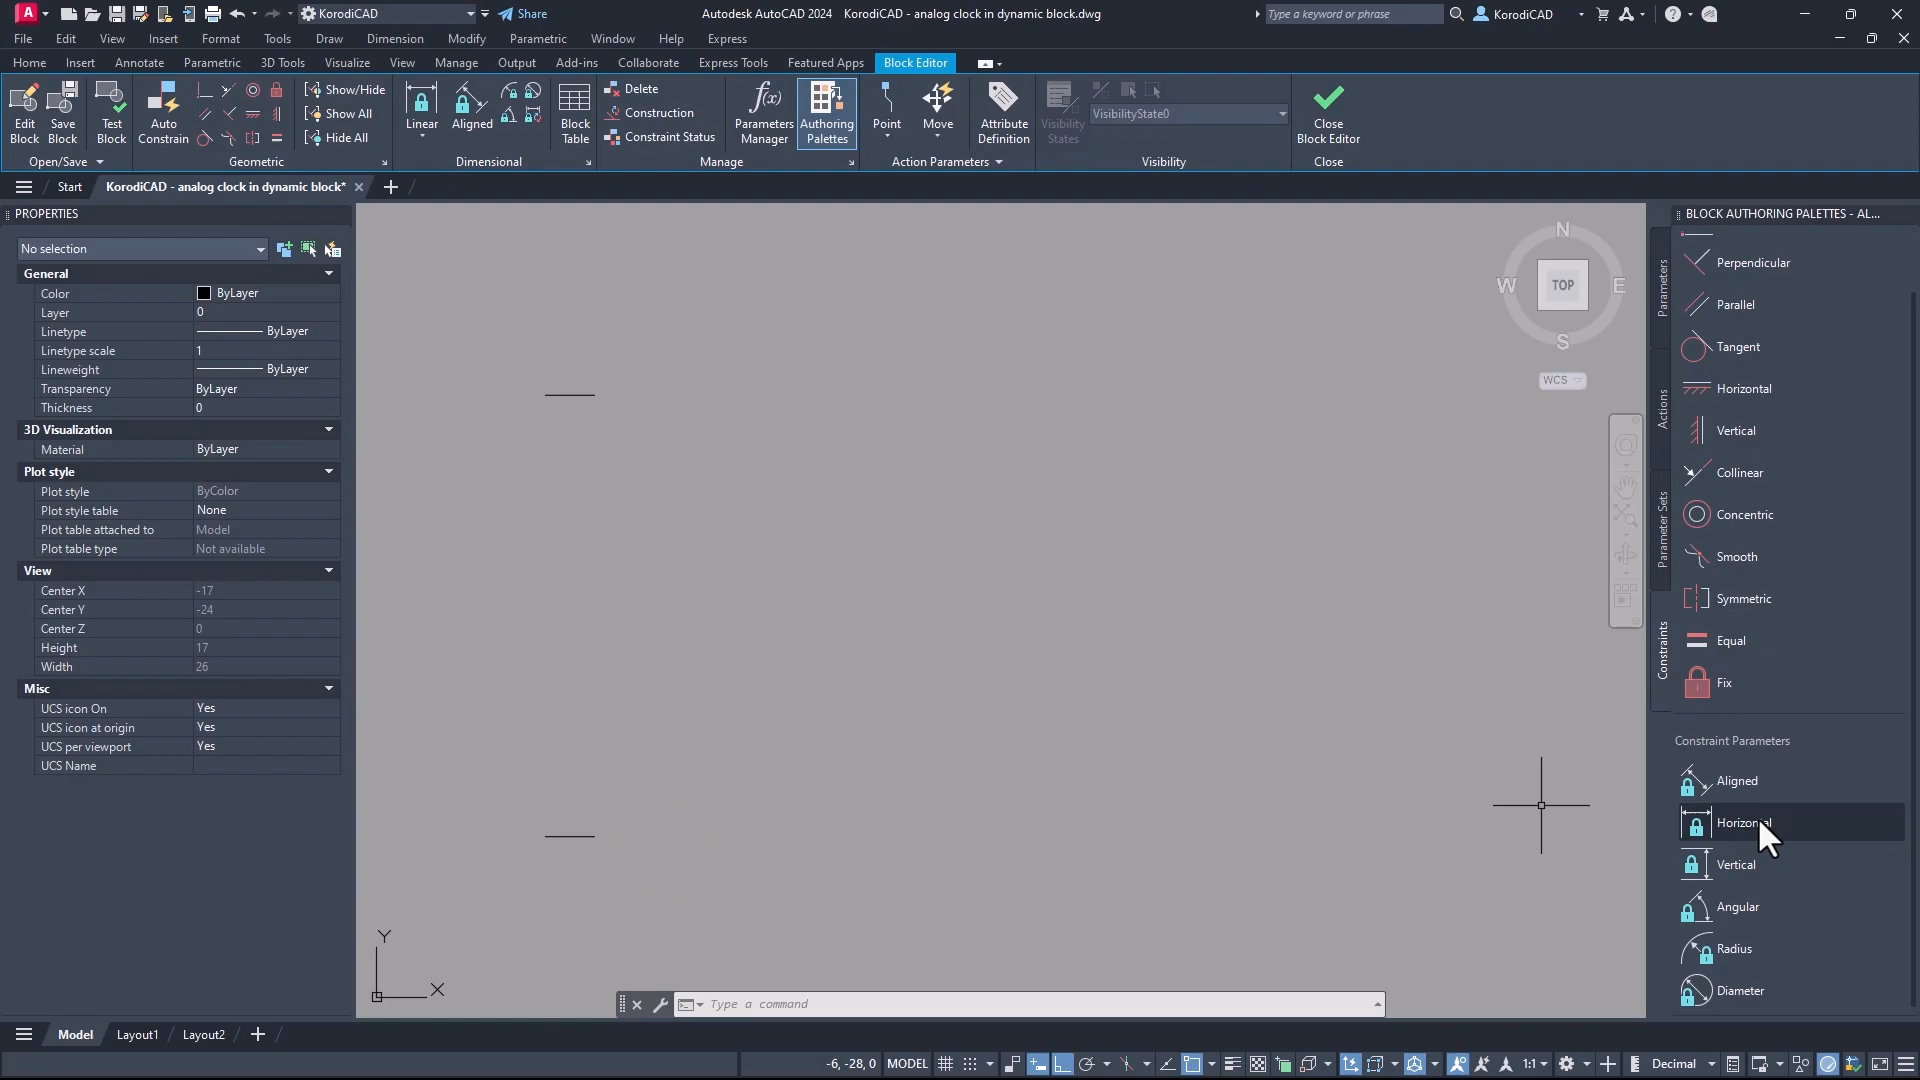 KorodiCAD
Share
Autodesk AutoCAD 2024 KorodiCAD - analog clock in dynamic block.dwg
Type a keyword or phrase
KorodiCAD
File Edit View Insert Format Tools Draw Dimension Modify Parametric Window Help Express
Home Insert Annotate Parametric 3D Tools Visualize View Manage Output Add-ins Collaborate Express Tools Featured Apps Block Editor
Edit Block
Save Block
Test Block
Auto Constrain
Show/Hide
Show All
Hide All
Linear
Aligned
Block Table
Delete
Construction
Constraint Status
Parameters Manager
Authoring Palettes
Point
Move
Attribute Definition
Visibility States
VisibilityState0
Close Block Editor
Open/Save Geometric Dimensional Manage Action Parameters Visibility Close
Start KorodiCAD - analog clock in dynamic block*
PROPERTIES
No selection
General
Color ByLayer
Layer 0
Linetype ByLayer
Linetype scale 1
Lineweight ByLayer
Transparency ByLayer
Thickness 0
3D Visualization
Material ByLayer
Plot style
Plot style ByColor
Plot style table None
Plot table attached to Model
Plot table type Not available
View
Center X -17
Center Y -24
Center Z 0
Height 17
Width 26
Misc
UCS icon On Yes
UCS icon at origin Yes
UCS per viewport Yes
UCS Name
N
W TOP E
S
WCS
Y
X
Type a command
BLOCK AUTHORING PALETTES - AL...
Parameters
Actions
Parameter Sets
Constraints
Perpendicular
Parallel
Tangent
Horizontal
Vertical
Collinear
Concentric
Smooth
Symmetric
Equal
Fix
Constraint Parameters
Aligned
Horizontal
Vertical
Angular
Radius
Diameter
Model Layout1 Layout2
-6, -28, 0 MODEL 1:1 Decimal